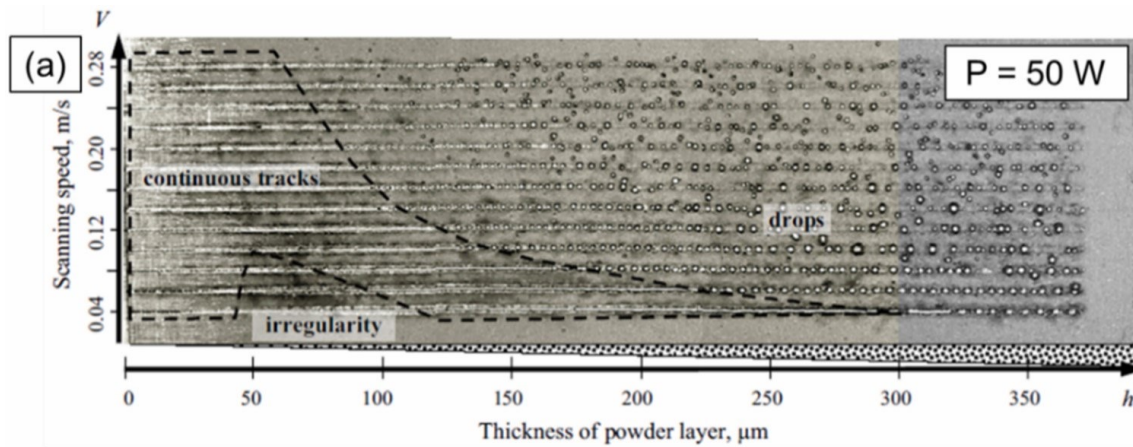 V
(a)
P = 50 W
Scanning speed, m/s
0.28
0.20
0.12
0.04
continuous tracks
drops
irregularity
0 50 100 150 200 250 300 350 h
Thickness of powder layer, μm